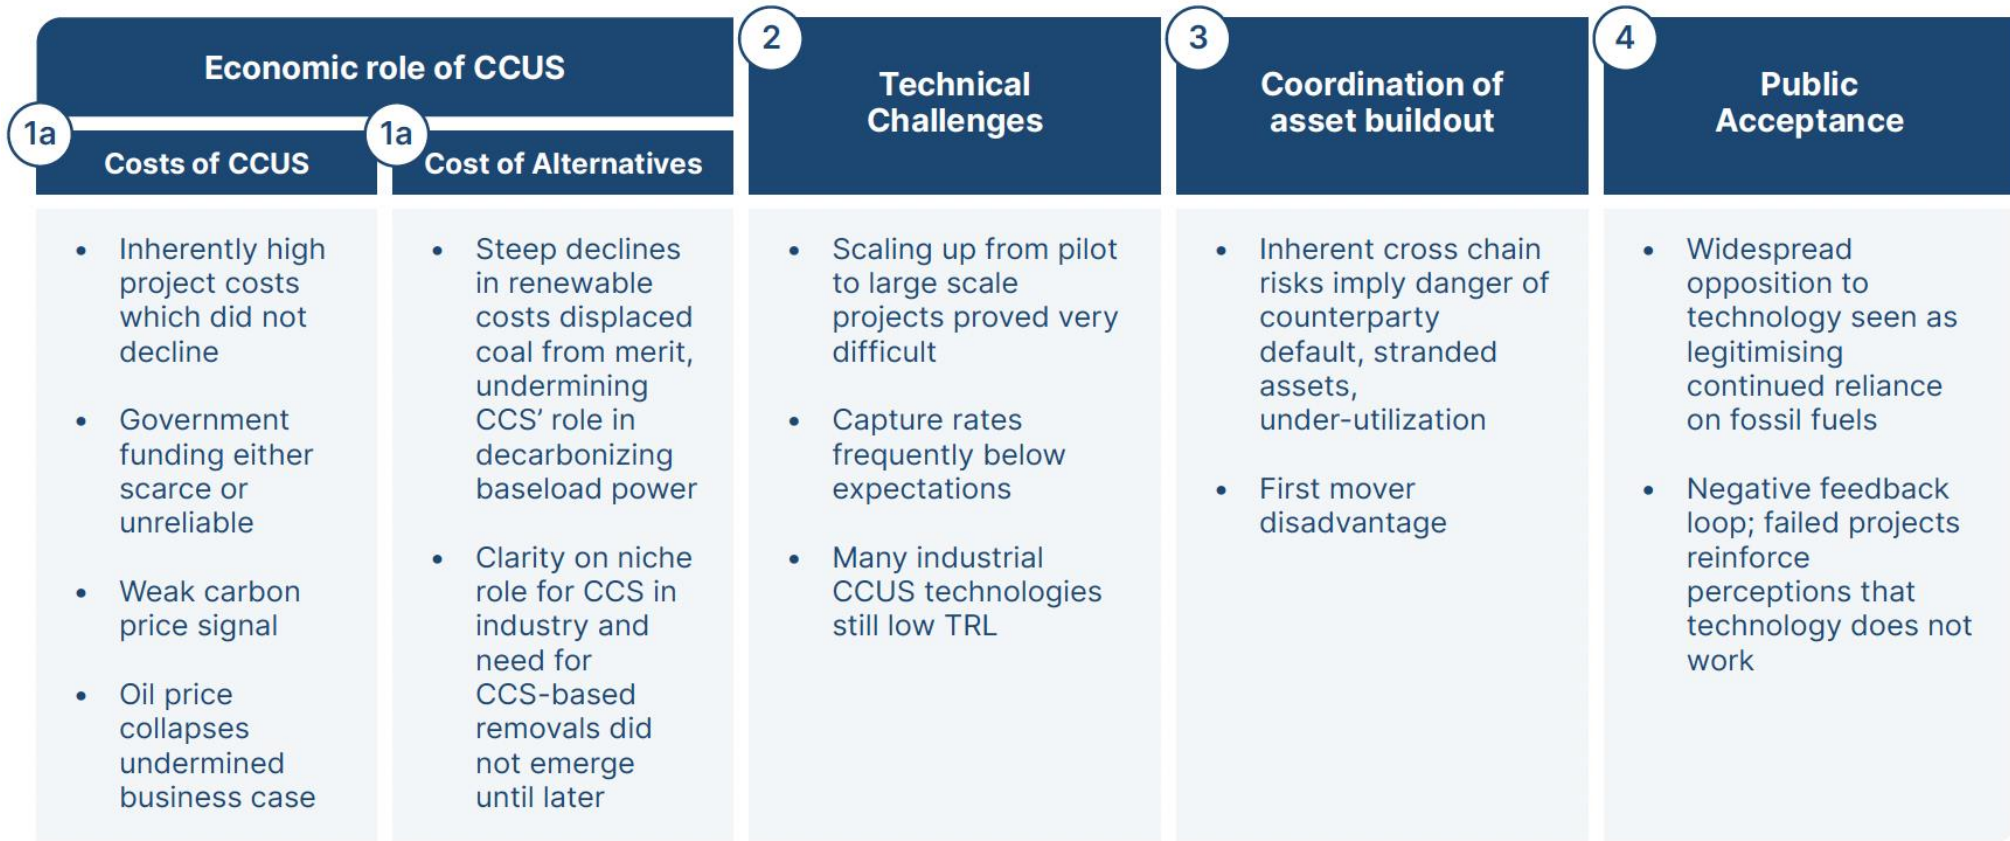 Economic role of CCUS
1a
Costs of CCUS
• Inherently high
project costs
which did not
decline
• Government
funding either
scarce or
unreliable
• Weak carbon
price signal
• Oil price
collapses
undermined
business case
1a
Cost of Alternatives
• Steep declines
in renewable
costs displaced
coal from merit,
undermining
CCS’ role in
decarbonizing
baseload power
• Clarity on niche
role for CCS in
industry and
need for
CCS-based
removals did
not emerge
until later
2
Technical
Challenges
• Scaling up from pilot
to large scale
projects proved very
difficult
• Capture rates
frequently below
expectations
• Many industrial
CCUS technologies
still low TRL
3
Coordination of
asset buildout
• Inherent cross chain
risks imply danger of
counterparty
default, stranded
assets,
under-utilization
• First mover
disadvantage
4
Public
Acceptance
• Widespread
opposition to
technology seen as
legitimising
continued reliance
on fossil fuels
• Negative feedback
loop; failed projects
reinforce
perceptions that
technology does not
work